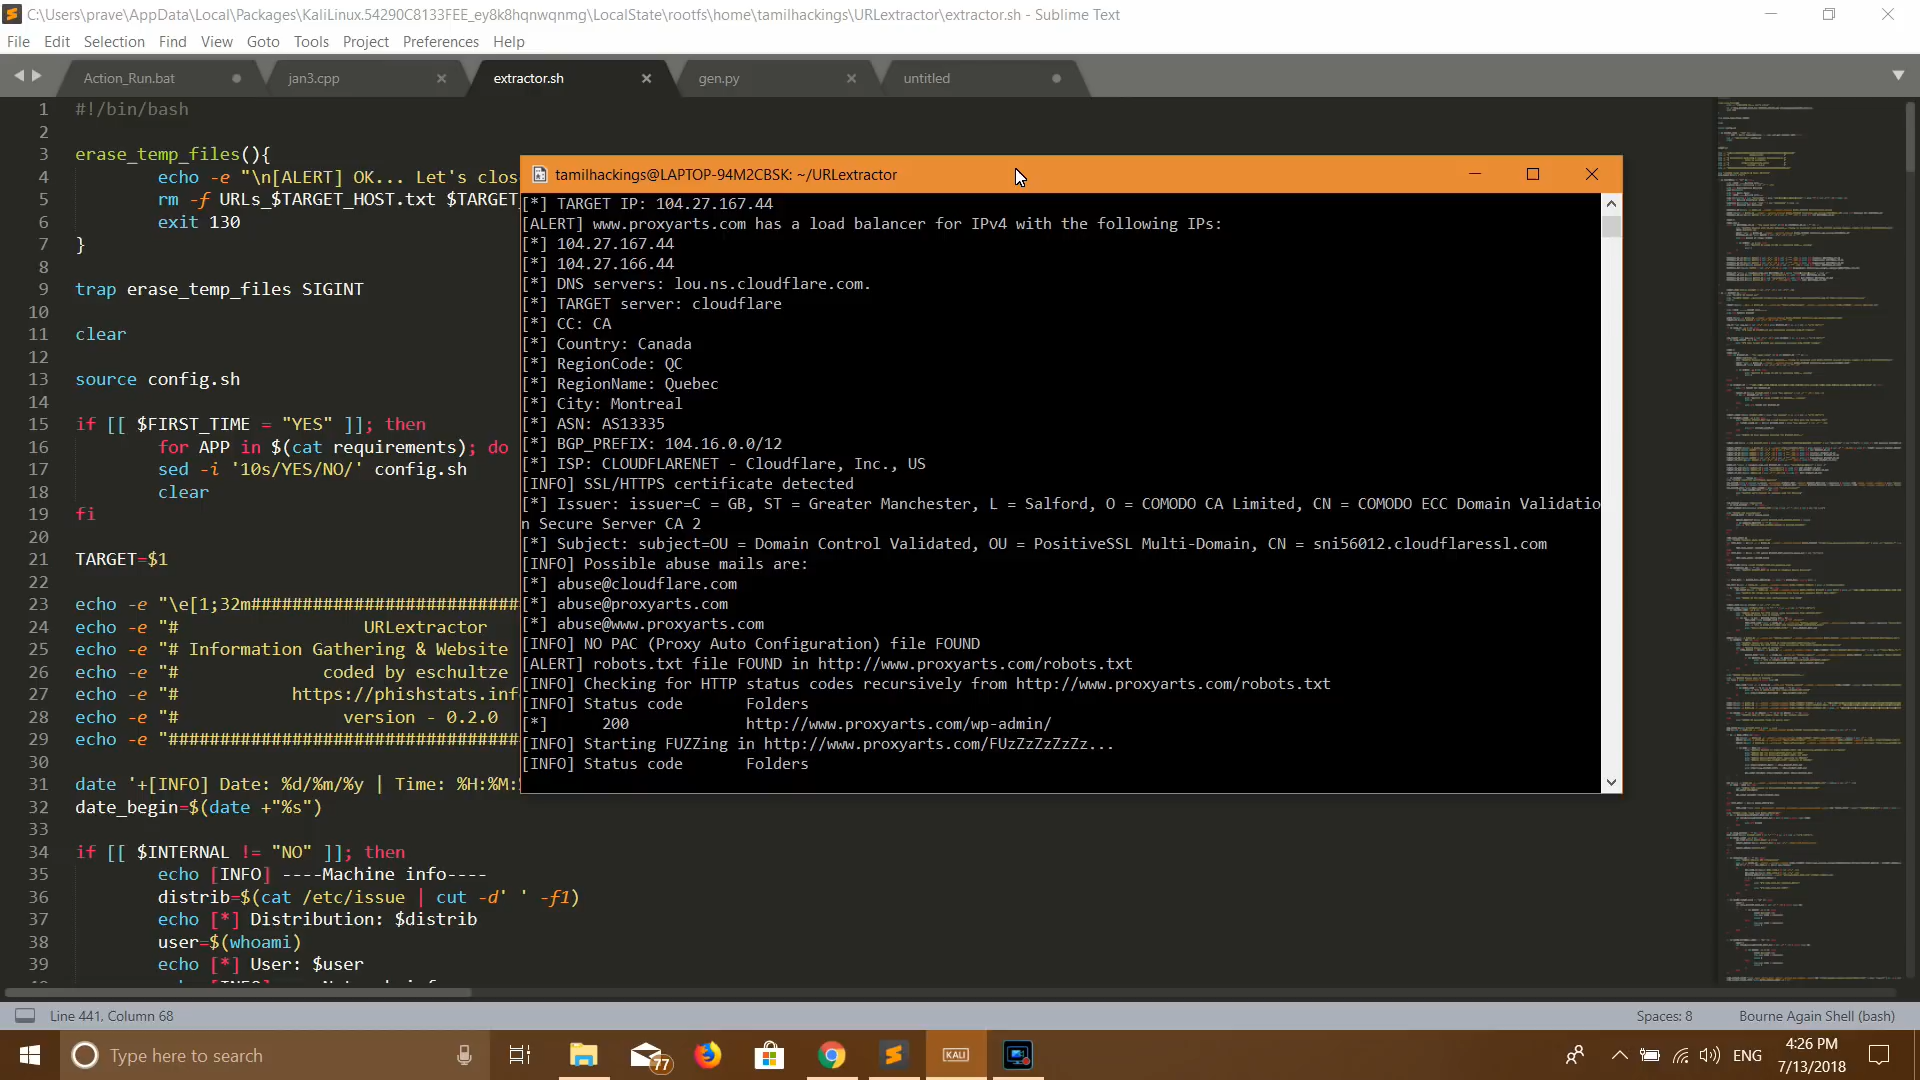 C:\Users\prave\AppData\Local\Packages\KaliLinux.54290C8133FEE_ey8k8hqnwqnmg\LocalState\rootfs\home\tamilhackings\URLextractor\extractor.sh - Sublime Text
File Edit Selection Find View Goto Tools Project Preferences Help
Action_Run.bat jan3.cpp extractor.sh gen.py untitled
1 #!/bin/bash
2
3 erase_temp_files(){
4 echo -e "\n[ALERT] OK... Let's clos
5 rm -f URLs_$TARGET_HOST.txt $TARGET_
6 exit 130
7 }
8
9 trap erase_temp_files SIGINT
10
11 clear
12
13 source config.sh
14
15 if [[ $FIRST_TIME = "YES" ]]; then
16 for APP in $(cat requirements); do
17 sed -i '10s/YES/NO/' config.sh
18 clear
19 fi
20
21 TARGET=$1
22
23 echo -e "\e[1;32m##########################
24 echo -e "# URLextractor
25 echo -e "# Information Gathering & Website
26 echo -e "# coded by eschultze
27 echo -e "# https://phishstats.inf
28 echo -e "# version - 0.2.0
29 echo -e "##################################
30
31 date '+[INFO] Date: %d/%m/%y | Time: %H:%M:
32 date_begin=$(date +"%s")
33
34 if [[ $INTERNAL != "NO" ]]; then
35 echo [INFO] ----Machine info----
36 distrib=$(cat /etc/issue | cut -d' ' -f1)
37 echo [*] Distribution: $distrib
38 user=$(whoami)
39 echo [*] User: $user
tamilhackings@LAPTOP-94M2CBSK: ~/URLextractor
[*] TARGET IP: 104.27.167.44
[ALERT] www.proxyarts.com has a load balancer for IPv4 with the following IPs:
[*] 104.27.167.44
[*] 104.27.166.44
[*] DNS servers: lou.ns.cloudflare.com.
[*] TARGET server: cloudflare
[*] CC: CA
[*] Country: Canada
[*] RegionCode: QC
[*] RegionName: Quebec
[*] City: Montreal
[*] ASN: AS13335
[*] BGP_PREFIX: 104.16.0.0/12
[*] ISP: CLOUDFLARENET - Cloudflare, Inc., US
[INFO] SSL/HTTPS certificate detected
[*] Issuer: issuer=C = GB, ST = Greater Manchester, L = Salford, O = COMODO CA Limited, CN = COMODO ECC Domain Validatio
n Secure Server CA 2
[*] Subject: subject=OU = Domain Control Validated, OU = PositiveSSL Multi-Domain, CN = sni56012.cloudflaressl.com
[INFO] Possible abuse mails are:
[*] abuse@cloudflare.com
[*] abuse@proxyarts.com
[*] abuse@www.proxyarts.com
[INFO] NO PAC (Proxy Auto Configuration) file FOUND
[ALERT] robots.txt file FOUND in http://www.proxyarts.com/robots.txt
[INFO] Checking for HTTP status codes recursively from http://www.proxyarts.com/robots.txt
[INFO] Status code Folders
[*] 200 http://www.proxyarts.com/wp-admin/
[INFO] Starting FUZZing in http://www.proxyarts.com/FUzZzZzZzZz...
[INFO] Status code Folders
Line 441, Column 68 Spaces: 8 Bourne Again Shell (bash)
Type here to search 77 KALI ENG
4:26 PM
7/13/2018